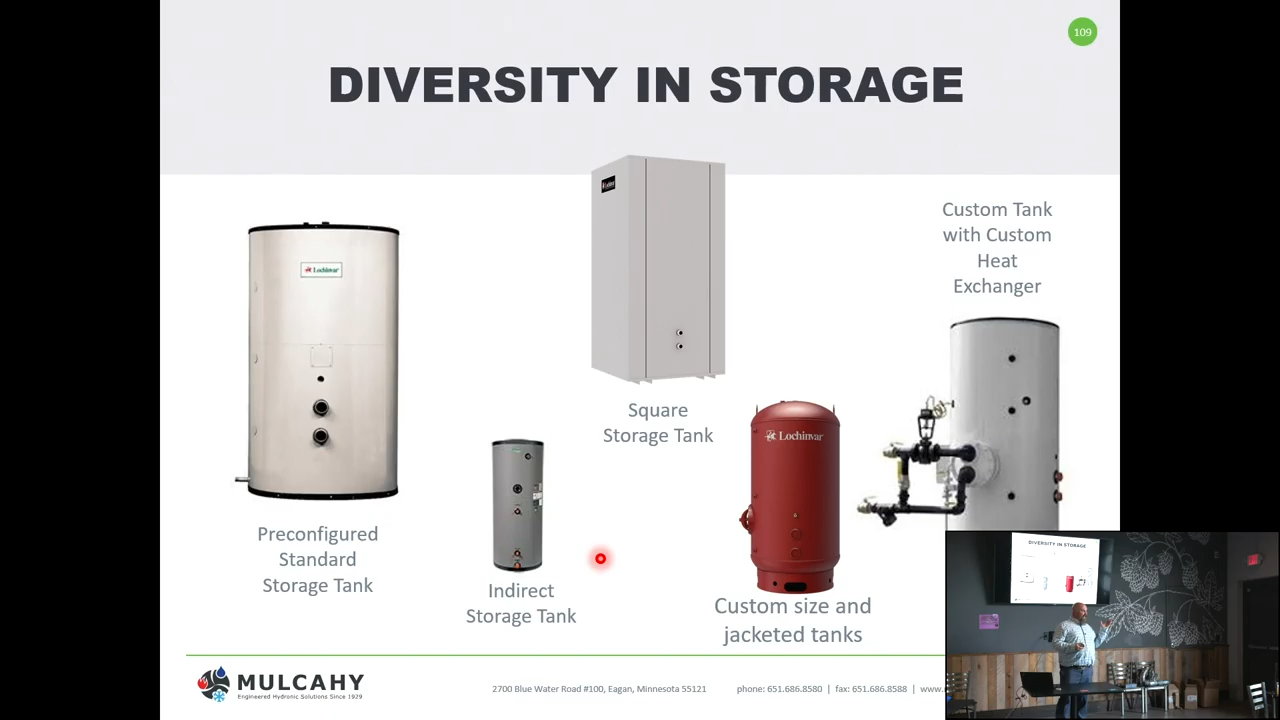 109
DIVERSITY IN STORAGE
Custom Tank
with Custom
Heat
Exchanger
Lochinvar
Lochinvar
Square
Storage Tank
Preconfigured
Standard
Storage Tank
Indirect
Storage Tank
Custom size and
jacketed tanks
MULCAHY
Engineered Hydronic Solutions Since 1929
2700 Blue Water Road #100, Eagan, Minnesota 55121
phone: 651.686.8580 | fax: 651.686.8588 | www.
DIVERSITY IN STORAGE